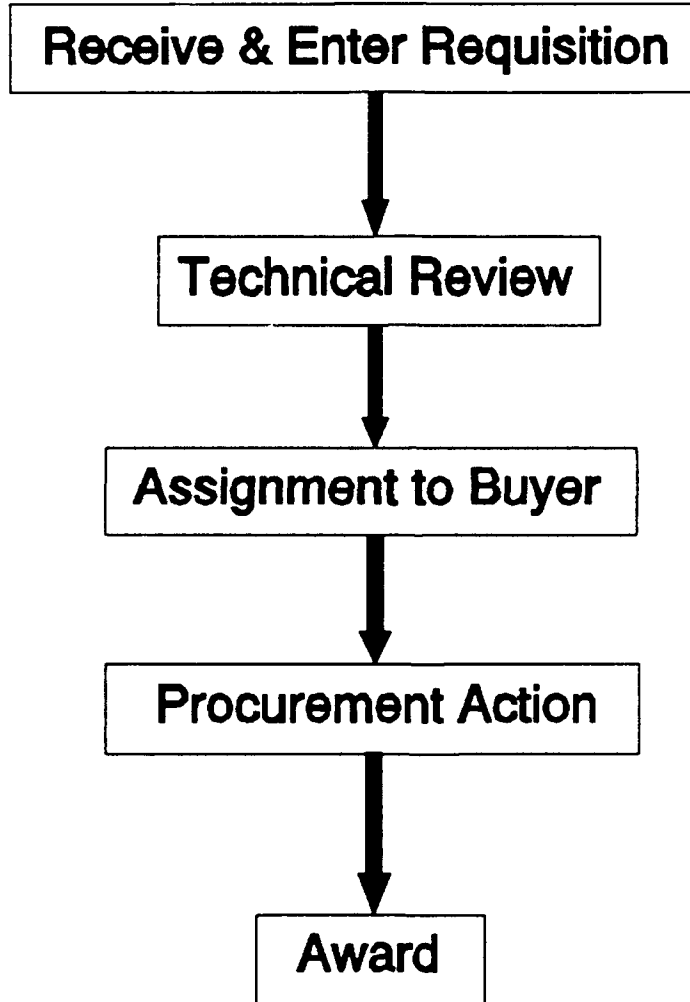 Receive & Enter Requisition
Technical Review
Assignment to Buyer
Procurement Action
Award